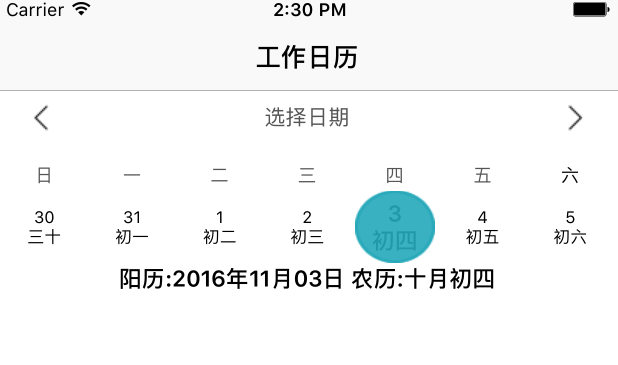 Carrier 2:30 PM
工作日历
选择日期
日 一 二 三 四 五 六
30 31 1 2 3 4 5
三十 初一 初二 初三 初四 初五 初六
阳历:2016年11月03日 农历:十月初四